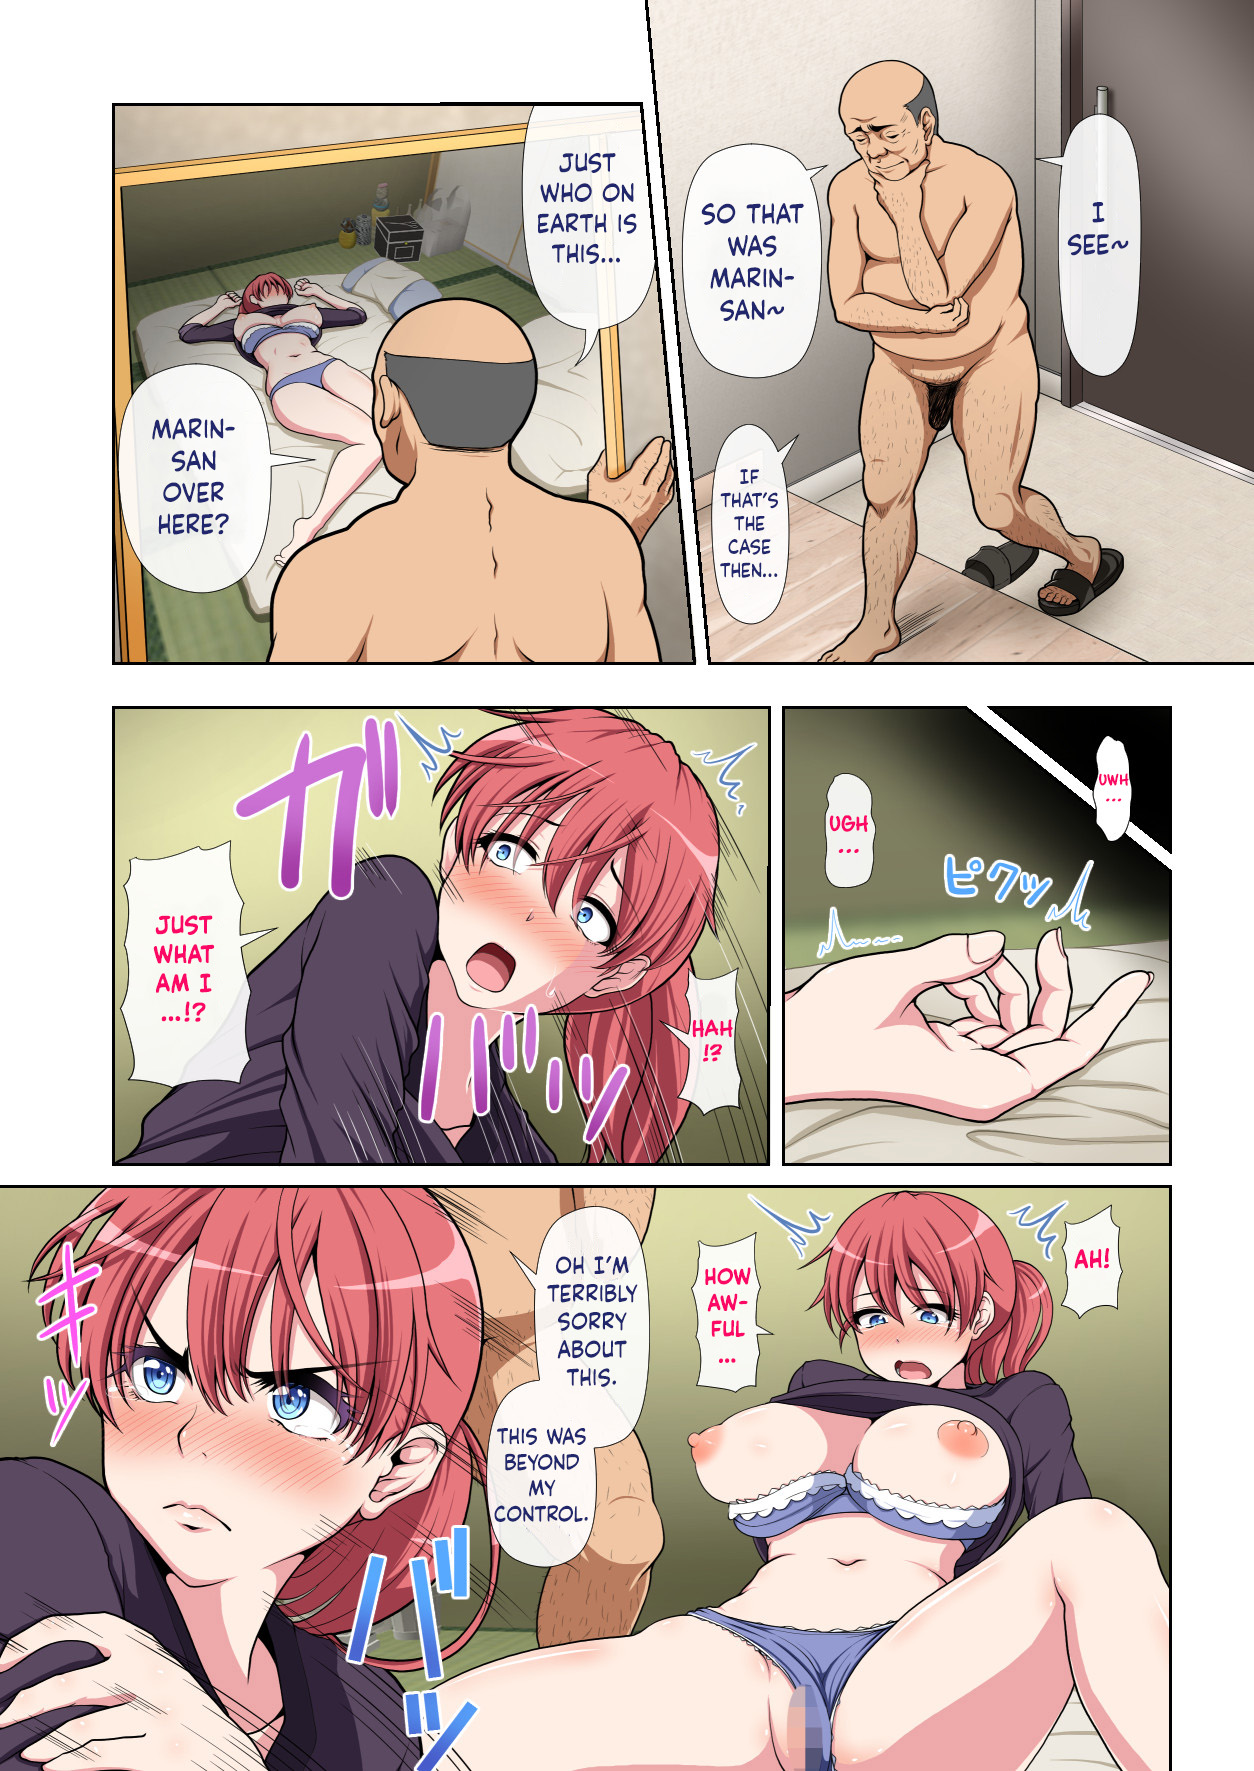 I
SEE~
SO THAT
WAS
MARIN-
SAN~
IF
THAT'S
THE
CASE
THEN...
JUST
WHO ON
EARTH IS
THIS...
MARIN-
SAN
OVER
HERE?
UWH
...
UGH
...
ピクッ
HAH
!?
JUST
WHAT
AM I
...!?
ガ
バッ
AH!
HOW
AW-
FUL
...
OH I'M
TERRIBLY
SORRY
ABOUT
THIS.
THIS WAS
BEYOND
MY
CONTROL.
バッ
キッ